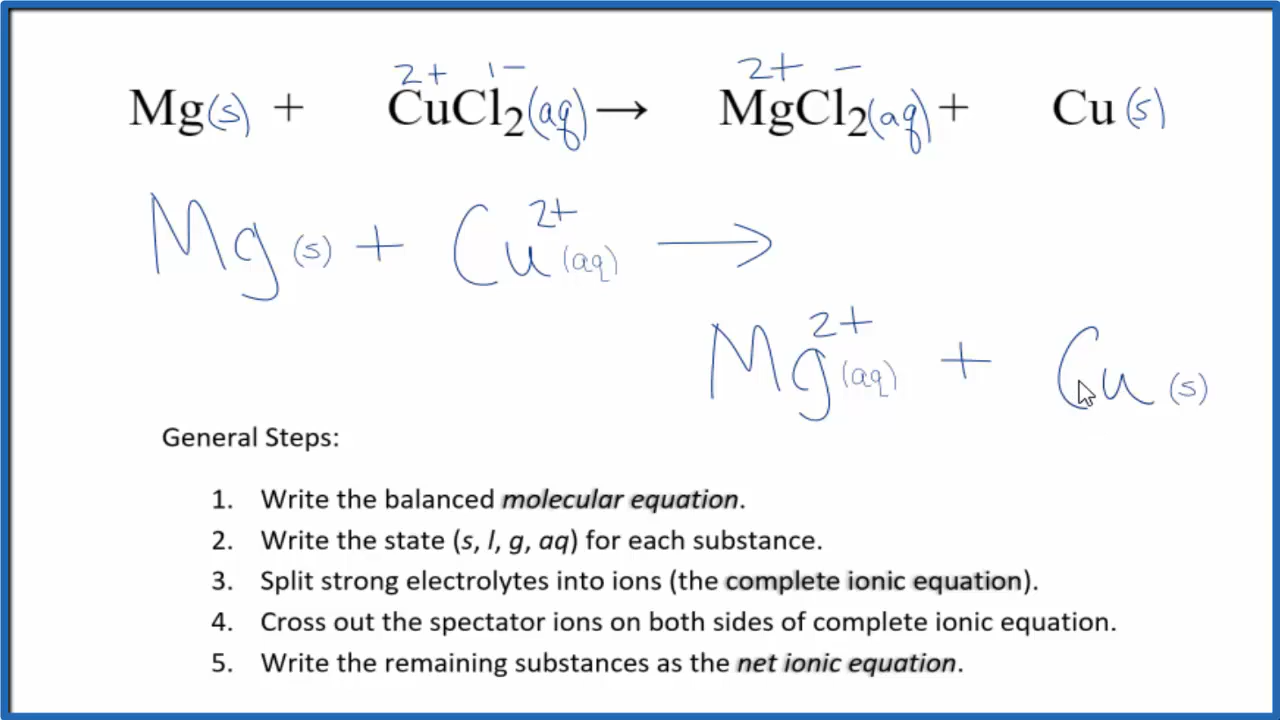 2+ 1− 2+ −
Mg(s) + CuCl₂(aq) → MgCl₂(aq) + Cu(s)
Mg(s) + Cu²⁺(aq) →
Mg²⁺(aq) + Cu(s)
General Steps:
1. Write the balanced molecular equation.
2. Write the state (s, l, g, aq) for each substance.
3. Split strong electrolytes into ions (the complete ionic equation).
4. Cross out the spectator ions on both sides of complete ionic equation.
5. Write the remaining substances as the net ionic equation.